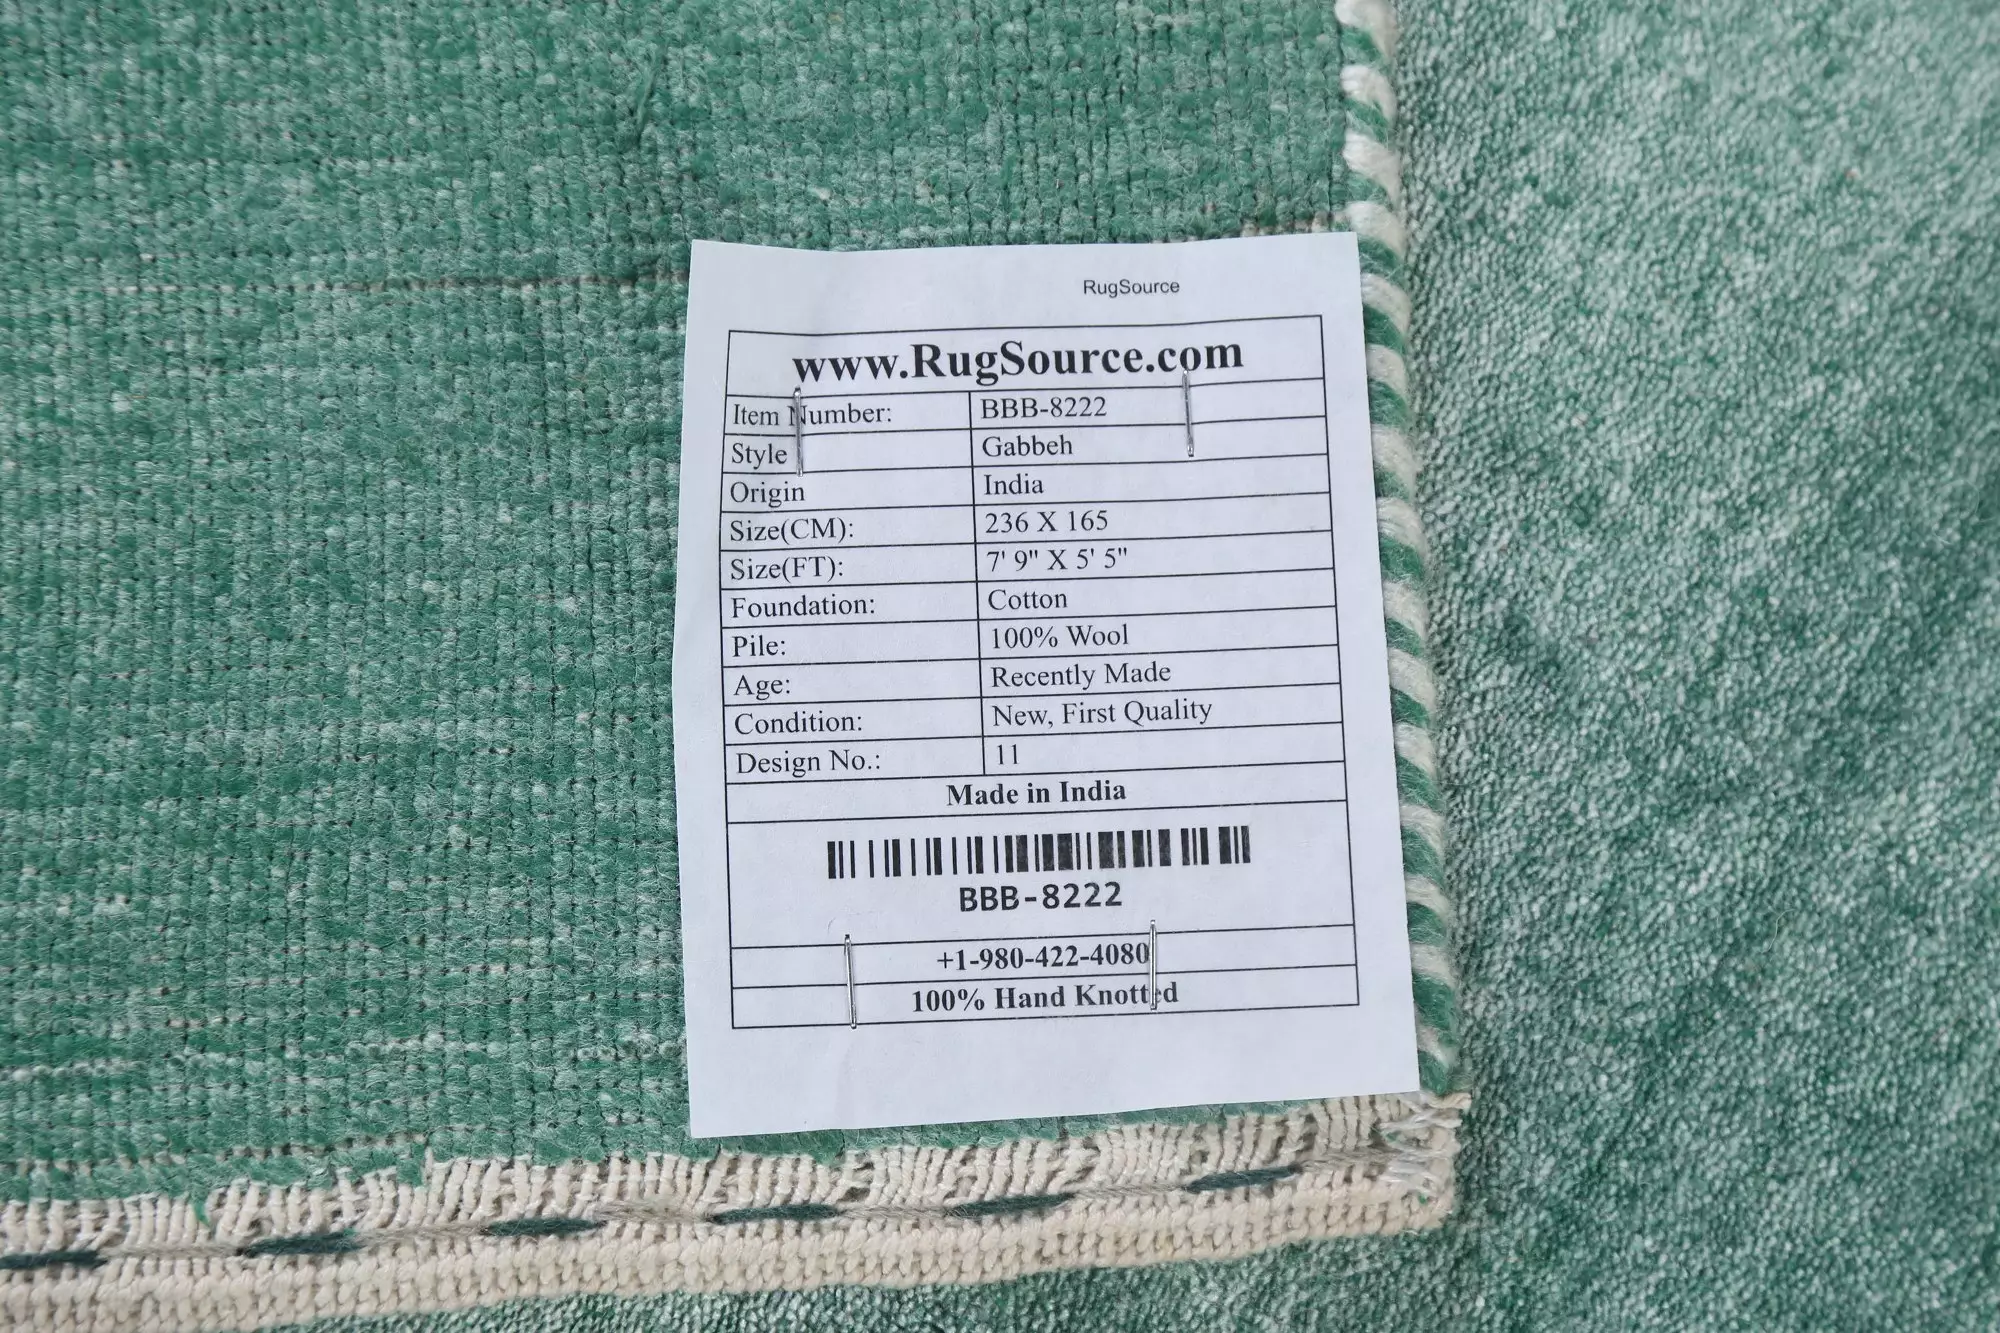 RugSource
www.RugSource.com
Item Number: BBB-8222
Style Gabbeh
Origin India
Size(CM): 236 X 165
Size(FT): 7' 9" X 5' 5"
Foundation: Cotton
Pile: 100% Wool
Age: Recently Made
Condition: New, First Quality
Design No.: 11
Made in India
BBB-8222
+1-980-422-4080
100% Hand Knotted